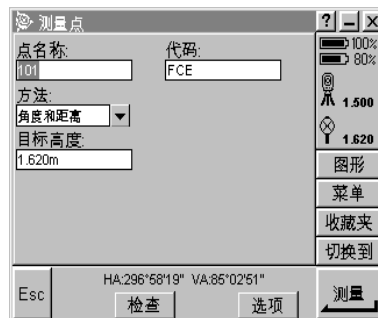 测量点
? _ X
点名称: 代码:
101 FCE
方法:
角度和距离
目标高度:
1.620m
100%
80%
1.500
1.620
图形
菜单
收藏夹
切换到
HA:296°58'19" VA:85°02'51"
Esc 检查 选项 测量